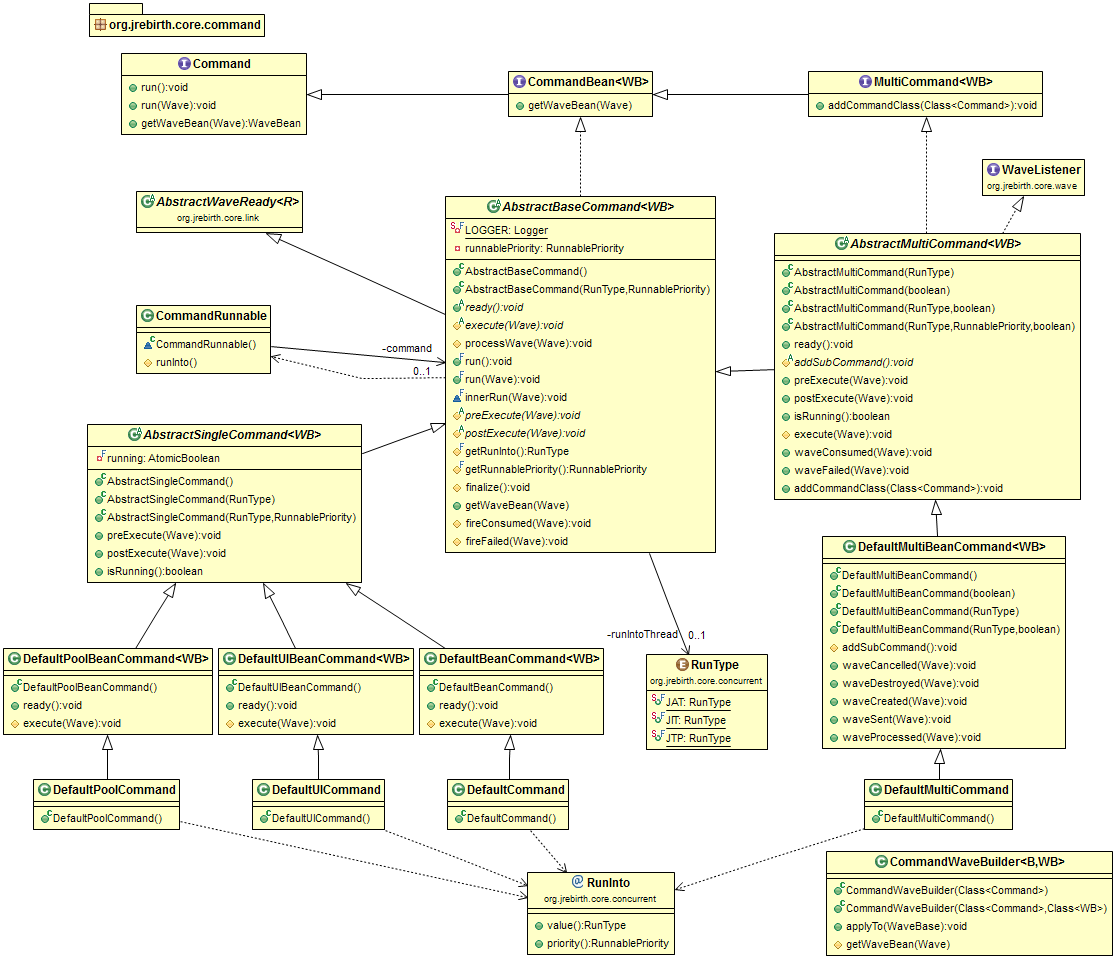 org.jrebirth.core.command
Command
run():void
run(Wave):void
getWaveBean(Wave):WaveBean
CommandBean<WB>
getWaveBean(Wave)
MultiCommand<WB>
addCommandClass(Class<Command>):void
WaveListener
org.jrebirth.core.wave
AbstractWaveReady<R>
org.jrebirth.core.link
AbstractBaseCommand<WB>
LOGGER: Logger
runnablePriority: RunnablePriority
AbstractBaseCommand()
AbstractBaseCommand(RunType,RunnablePriority)
ready():void
execute(Wave):void
processWave(Wave):void
run():void
run(Wave):void
innerRun(Wave):void
preExecute(Wave):void
postExecute(Wave):void
getRunInto():RunType
getRunnablePriority():RunnablePriority
finalize():void
getWaveBean(Wave)
fireConsumed(Wave):void
fireFailed(Wave):void
AbstractMultiCommand<WB>
AbstractMultiCommand(RunType)
AbstractMultiCommand(boolean)
AbstractMultiCommand(RunType,boolean)
AbstractMultiCommand(RunType,RunnablePriority,boolean)
ready():void
addSubCommand():void
preExecute(Wave):void
postExecute(Wave):void
isRunning():boolean
execute(Wave):void
waveConsumed(Wave):void
waveFailed(Wave):void
addCommandClass(Class<Command>):void
CommandRunnable
CommandRunnable()
runInto()
-command
0..1
AbstractSingleCommand<WB>
running: AtomicBoolean
AbstractSingleCommand()
AbstractSingleCommand(RunType)
AbstractSingleCommand(RunType,RunnablePriority)
preExecute(Wave):void
postExecute(Wave):void
isRunning():boolean
DefaultMultiBeanCommand<WB>
DefaultMultiBeanCommand()
DefaultMultiBeanCommand(boolean)
DefaultMultiBeanCommand(RunType)
DefaultMultiBeanCommand(RunType,boolean)
addSubCommand():void
waveCancelled(Wave):void
waveDestroyed(Wave):void
waveCreated(Wave):void
waveSent(Wave):void
waveProcessed(Wave):void
-runIntoThread
0..1
DefaultPoolBeanCommand<WB>
DefaultPoolBeanCommand()
ready():void
execute(Wave):void
DefaultUIBeanCommand<WB>
DefaultUIBeanCommand()
ready():void
execute(Wave):void
DefaultBeanCommand<WB>
DefaultBeanCommand()
ready():void
execute(Wave):void
RunType
org.jrebirth.core.concurrent
JAT: RunType
JIT: RunType
JTP: RunType
DefaultPoolCommand
DefaultPoolCommand()
DefaultUICommand
DefaultUICommand()
DefaultCommand
DefaultCommand()
DefaultMultiCommand
DefaultMultiCommand()
RunInto
org.jrebirth.core.concurrent
value():RunType
priority():RunnablePriority
CommandWaveBuilder<B,WB>
CommandWaveBuilder(Class<Command>)
CommandWaveBuilder(Class<Command>,Class<WB>)
applyTo(WaveBase):void
getWaveBean(Wave)